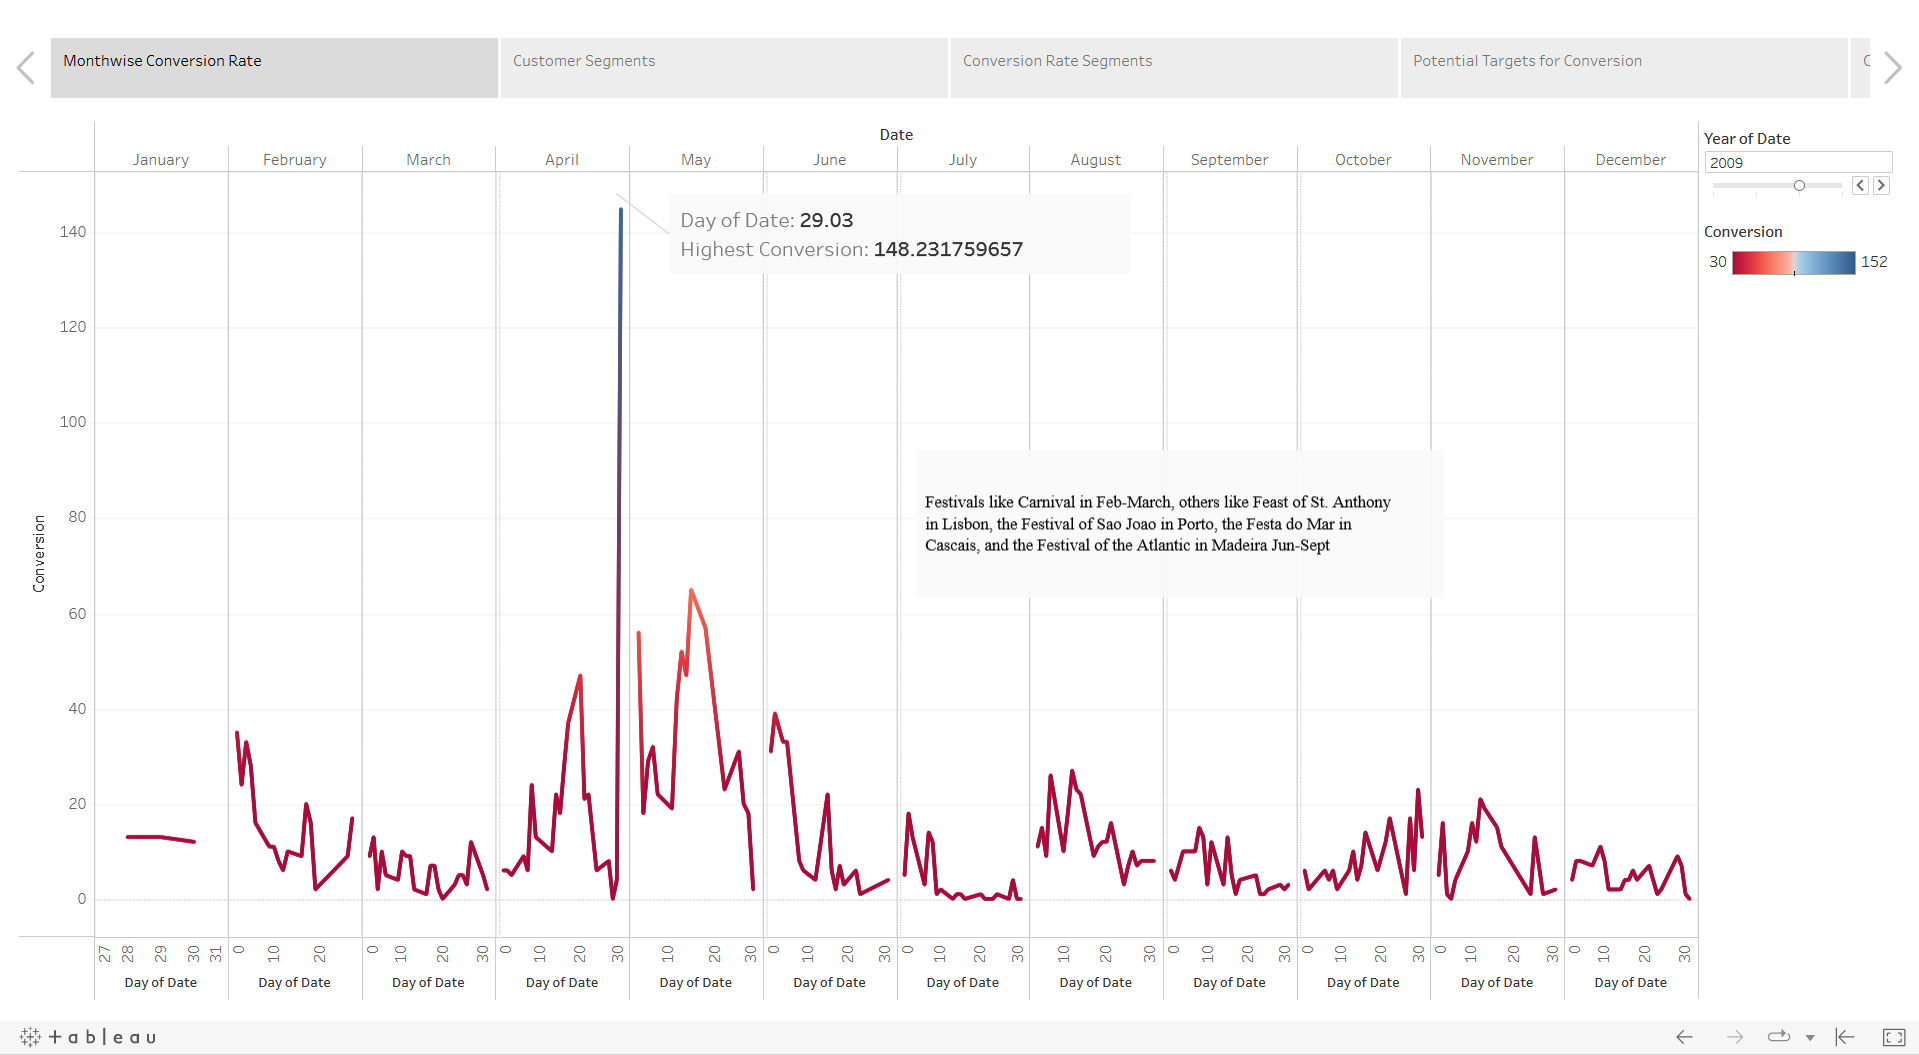 Monthwise Conversion Rate
Customer Segments
Conversion Rate Segments
Potential Targets for Conversion
Date
January February March April May June July August September October November December
Year of Date
2009
Day of Date: 29.03
Highest Conversion: 148.231759657
Conversion
30 152
140
120
100
80
60
40
20
0
Conversion
Festivals like Carnival in Feb-March, others like Feast of St. Anthony
in Lisbon, the Festival of Sao Joao in Porto, the Festa do Mar in
Cascais, and the Festival of the Atlantic in Madeira Jun-Sept
27 28 29 30 31 0 10 20 0 10 20 30 0 10 20 30 10 20 30 0 10 20 30 0 10 20 30 10 20 30 0 10 20 30 0 10 20 30 0 10 20 30 0 10 20 30
Day of Date Day of Date Day of Date Day of Date Day of Date Day of Date Day of Date Day of Date Day of Date Day of Date Day of Date Day of Date
+ableau